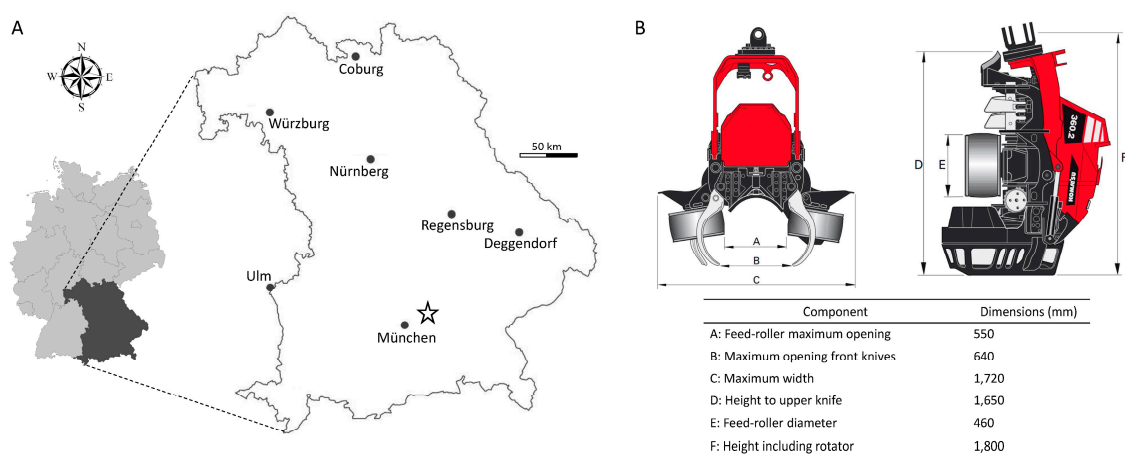 A
N
W E
S
Coburg
Würzburg
50 km
Nürnberg
Regensburg
Deggendorf
Ulm
München
B
A
B
C
D
E
F
360.2
Component Dimensions (mm)
A: Feed-roller maximum opening 550
B: Maximum opening front knives 640
C: Maximum width 1,720
D: Height to upper knife 1,650
E: Feed-roller diameter 460
F: Height including rotator 1,800